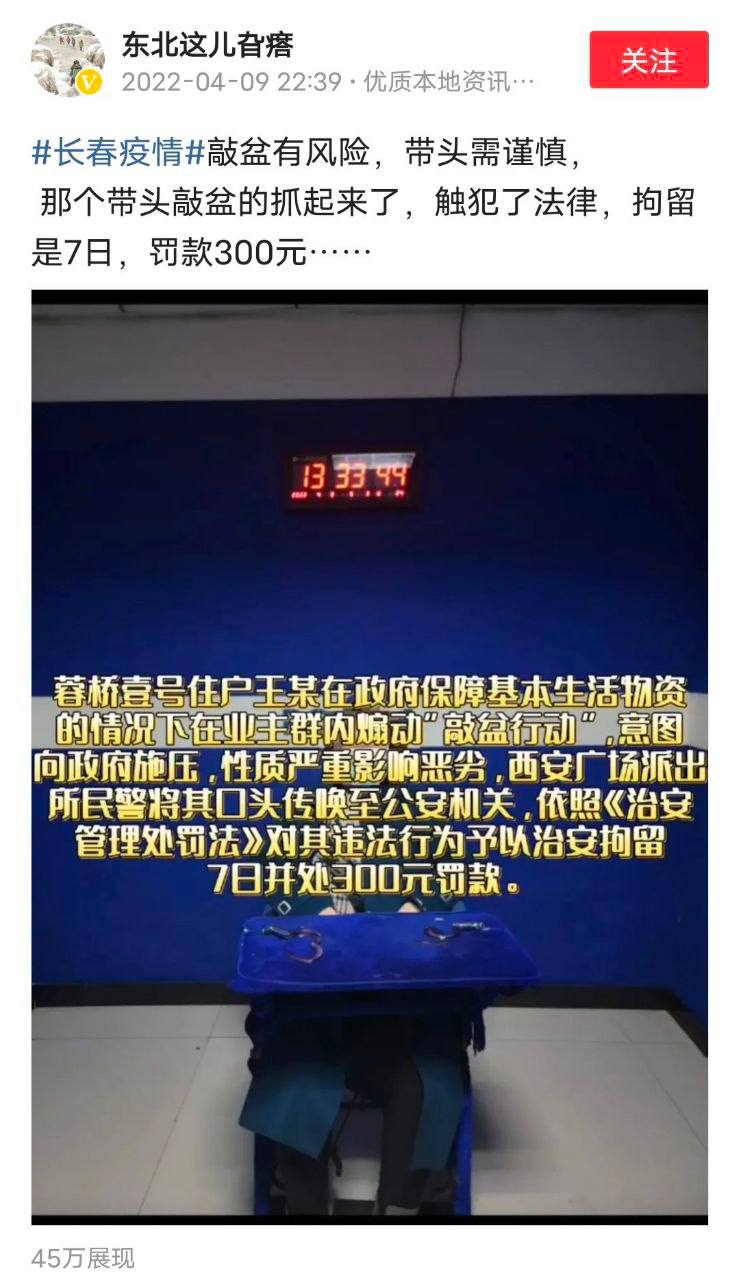 东北这儿旮瘩
2022-04-09 22:39 · 优质本地资讯…
关注
#长春疫情#敲盆有风险，带头需谨慎，
那个带头敲盆的抓起来了，触犯了法律，拘留
是7日，罚款300元……
13 33 44
蓉桥壹号住户王某在政府保障基本生活物资
的情况下在业主群内煽动“敲盆行动”,意图
向政府施压,性质严重影响恶劣,西安广场派出
所民警将其口头传唤至公安机关,依照《治安
管理处罚法》对其违法行为予以治安拘留
7日并处300元罚款。
45万展现